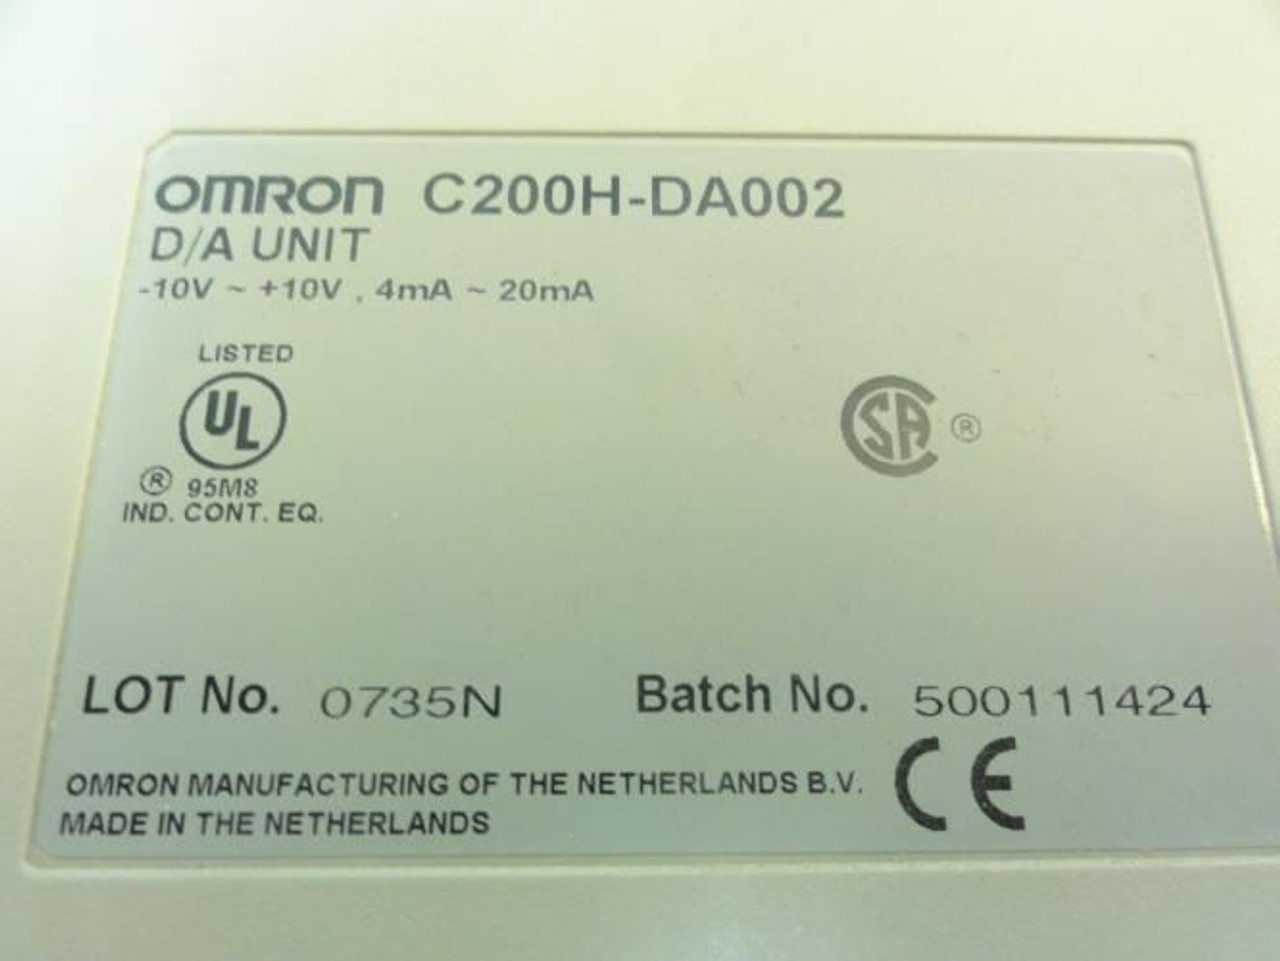 OMRON C200H-DA002
D/A UNIT
-10V ~ +10V , 4mA ~ 20mA
LISTED
UL
® 95M8
IND. CONT. EQ.
CSA ®
LOT No. 0735N Batch No. 500111424
OMRON MANUFACTURING OF THE NETHERLANDS B.V.
MADE IN THE NETHERLANDS
CE